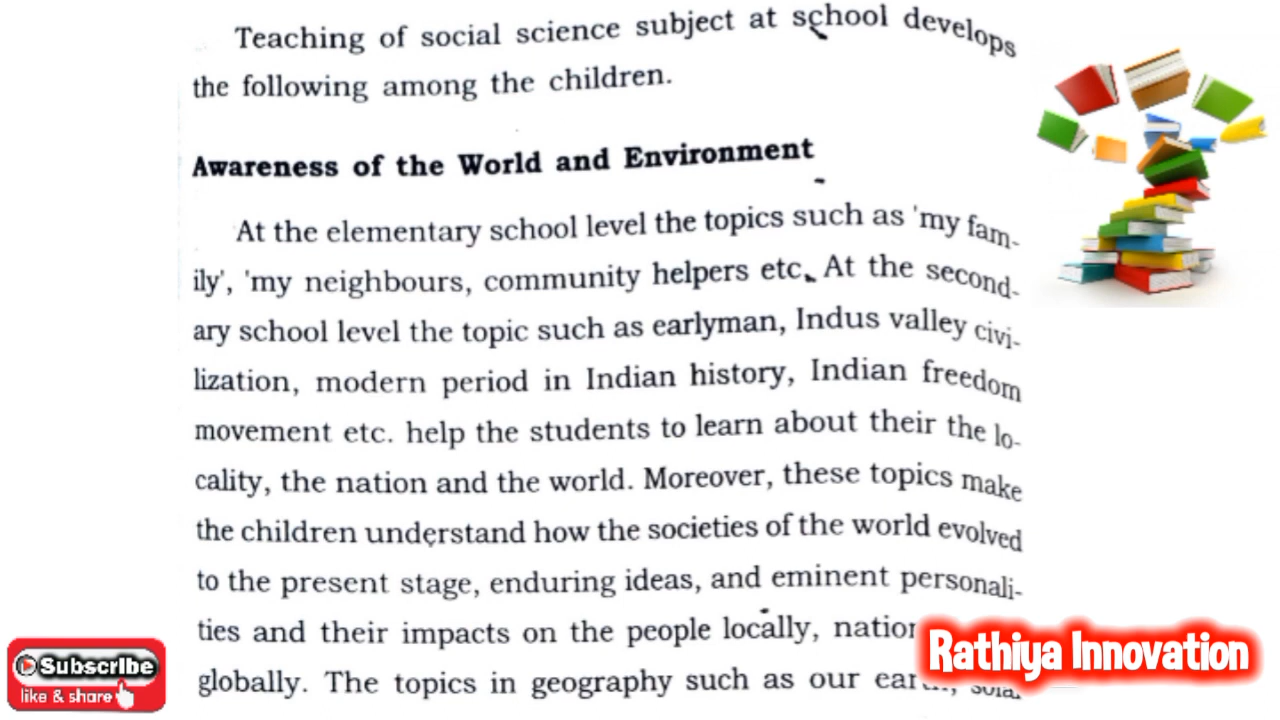 Teaching of social science subject at school develops
the following among the children.
Awareness of the World and Environment
At the elementary school level the topics such as 'my fam-
ily', 'my neighbours, community helpers etc. At the second-
ary school level the topic such as earlyman, Indus valley civi-
lization, modern period in Indian history, Indian freedom
movement etc. help the students to learn about their the lo-
cality, the nation and the world. Moreover, these topics make
the children understand how the societies of the world evolved
to the present stage, enduring ideas, and eminent personali-
ties and their impacts on the people locally,
globally. The topics in geography such as our earth, solar
Subscribe
like & share
Rathiya Innovation